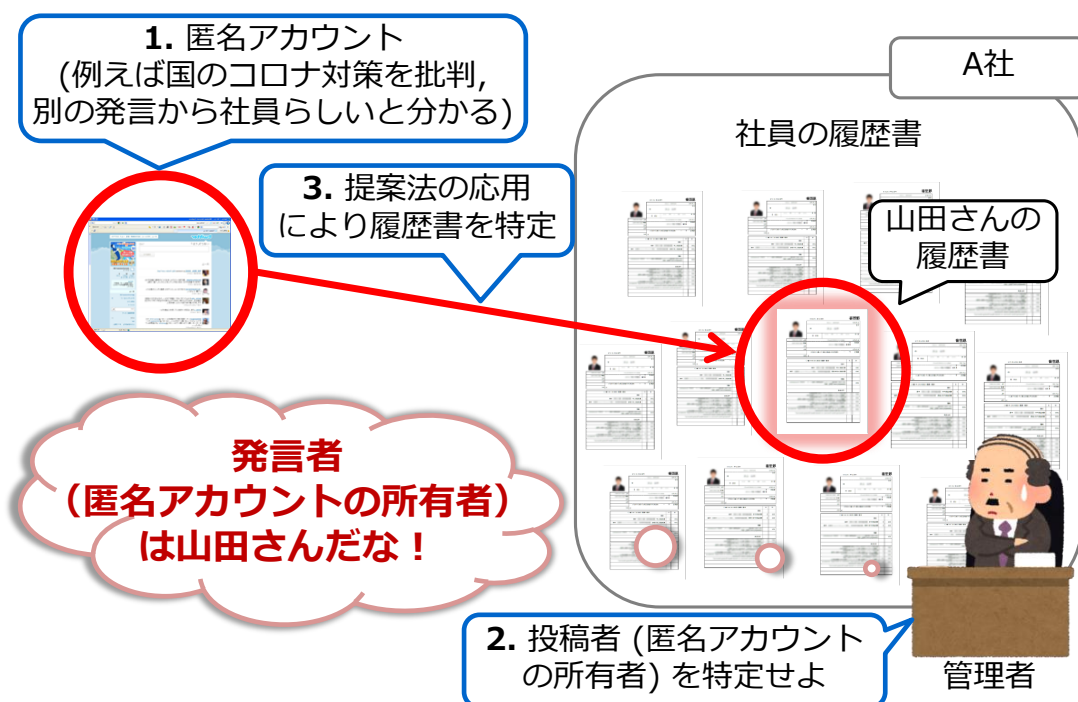 1. 匿名アカウント
(例えば国のコロナ対策を批判,
別の発言から社員らしいと分かる)
A社
社員の履歴書
3. 提案法の応用
により履歴書を特定
山田さんの
履歴書
発言者
（匿名アカウントの所有者）
は山田さんだな！
2. 投稿者 (匿名アカウント
の所有者) を特定せよ
管理者